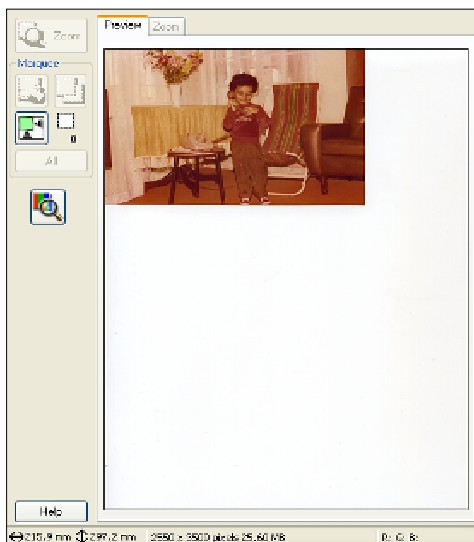 Preview Zoom
Zoom
Marquee
0
All
Help
215.9 mm 297.2 mm 2550 x 3500 pixels 25.60 MB R: G: B: